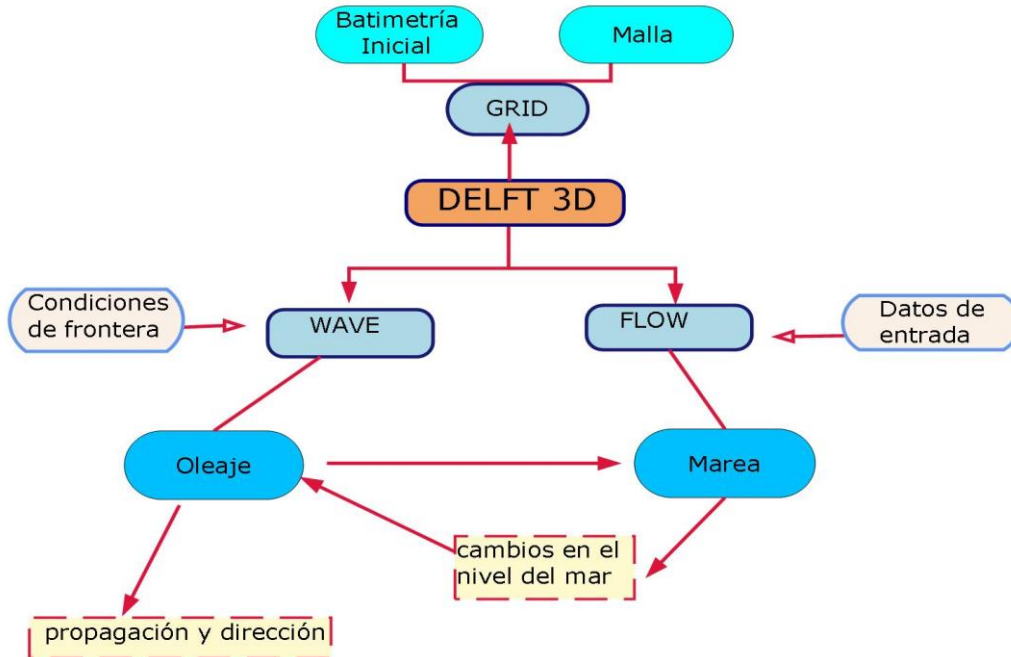 Batimetría
Inicial
Malla
GRID
DELFT 3D
Condiciones
de frontera
WAVE
FLOW
Datos de
entrada
Oleaje
Marea
cambios en el
nivel del mar
propagación y dirección